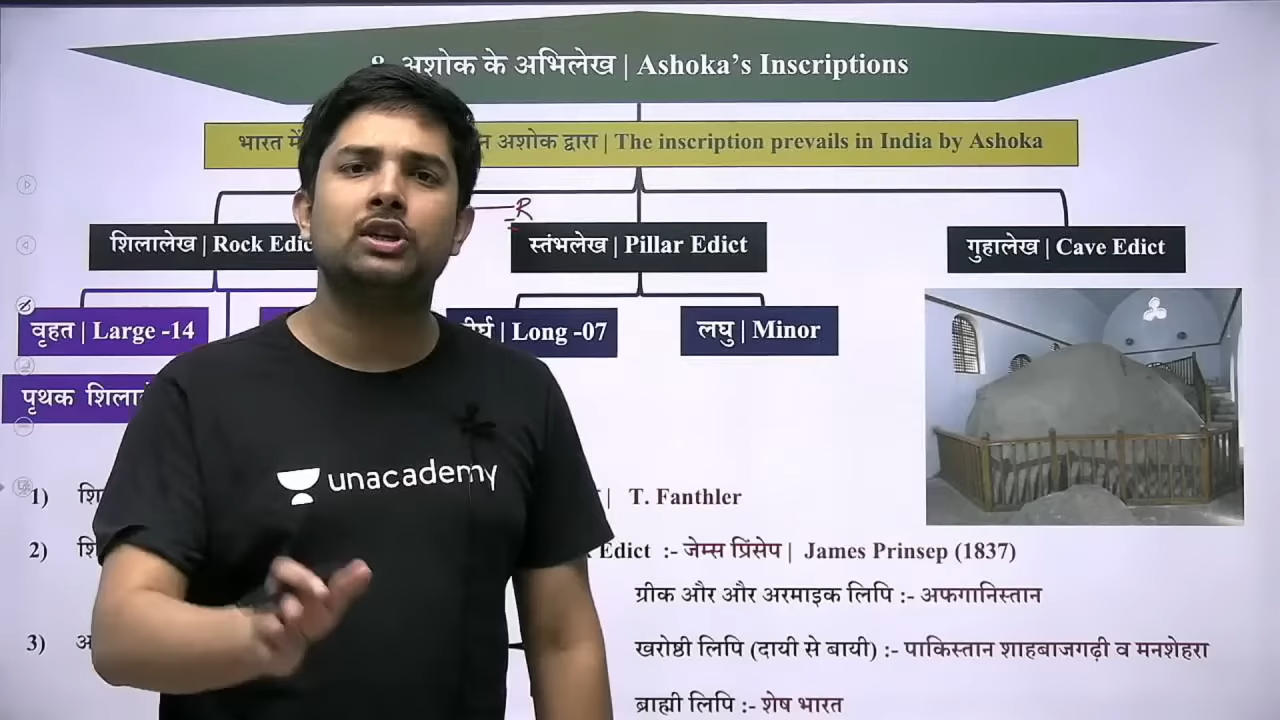 8. अशोक के अभिलेख | Ashoka's Inscriptions
भारत में अशोक द्वारा | The inscription prevails in India by Ashoka
R
शिलालेख | Rock
स्तंभलेख | Pillar Edict
गुहालेख | Cave Edict
वृहत | Large -14
| Long -07
लघु | Minor
पृथक
unacademy
1) | T. Fanthler
2) Edict :- जेम्स प्रिंसेप | James Prinsep (1837)
ग्रीक और और अरमाइक लिपि :- अफगानिस्तान
3) खरोष्ठी लिपि (दायी से बायी) :- पाकिस्तान शाहबाजगढ़ी व मनशेहरा
ब्राह्मी लिपि :- शेष भारत